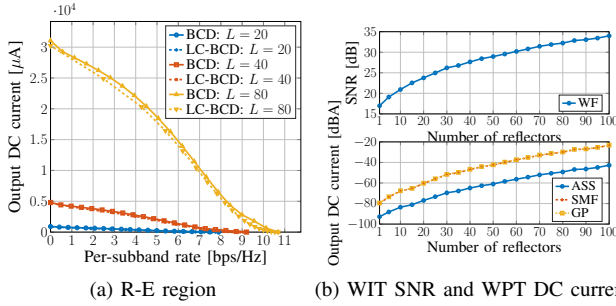 ·10⁴
3
2.5
2
1.5
1
0.5
0
Output DC current [μA]
BCD: L = 20
LC-BCD: L = 20
BCD: L = 40
LC-BCD: L = 40
BCD: L = 80
LC-BCD: L = 80
0 1 2 3 4 5 6 7 8 9 10 11
Per-subband rate [bps/Hz]
(a) R-E region
35
30
25
20
15
SNR [dB]
WF
10 20 30 40 50 60 70 80 90 100
Number of reflectors
−20
−40
−60
−80
−100
Output DC current [dBA]
ASS
SMF
GP
10 20 30 40 50 60 70 80 90 100
Number of reflectors
(b) WIT SNR and WPT DC curre